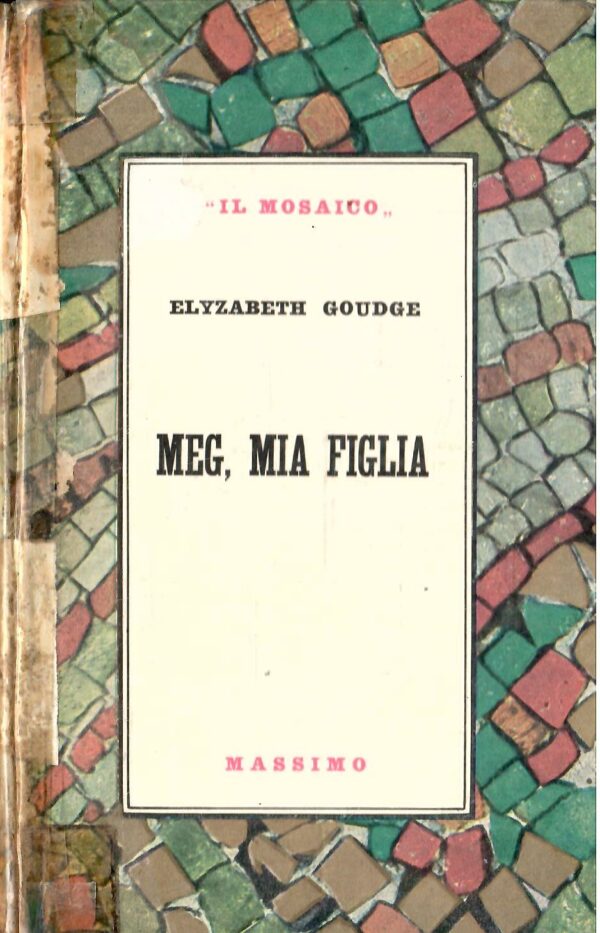 "IL MOSAICO„
ELYZABETH GOUDGE
MEG, MIA FIGLIA
MASSIMO